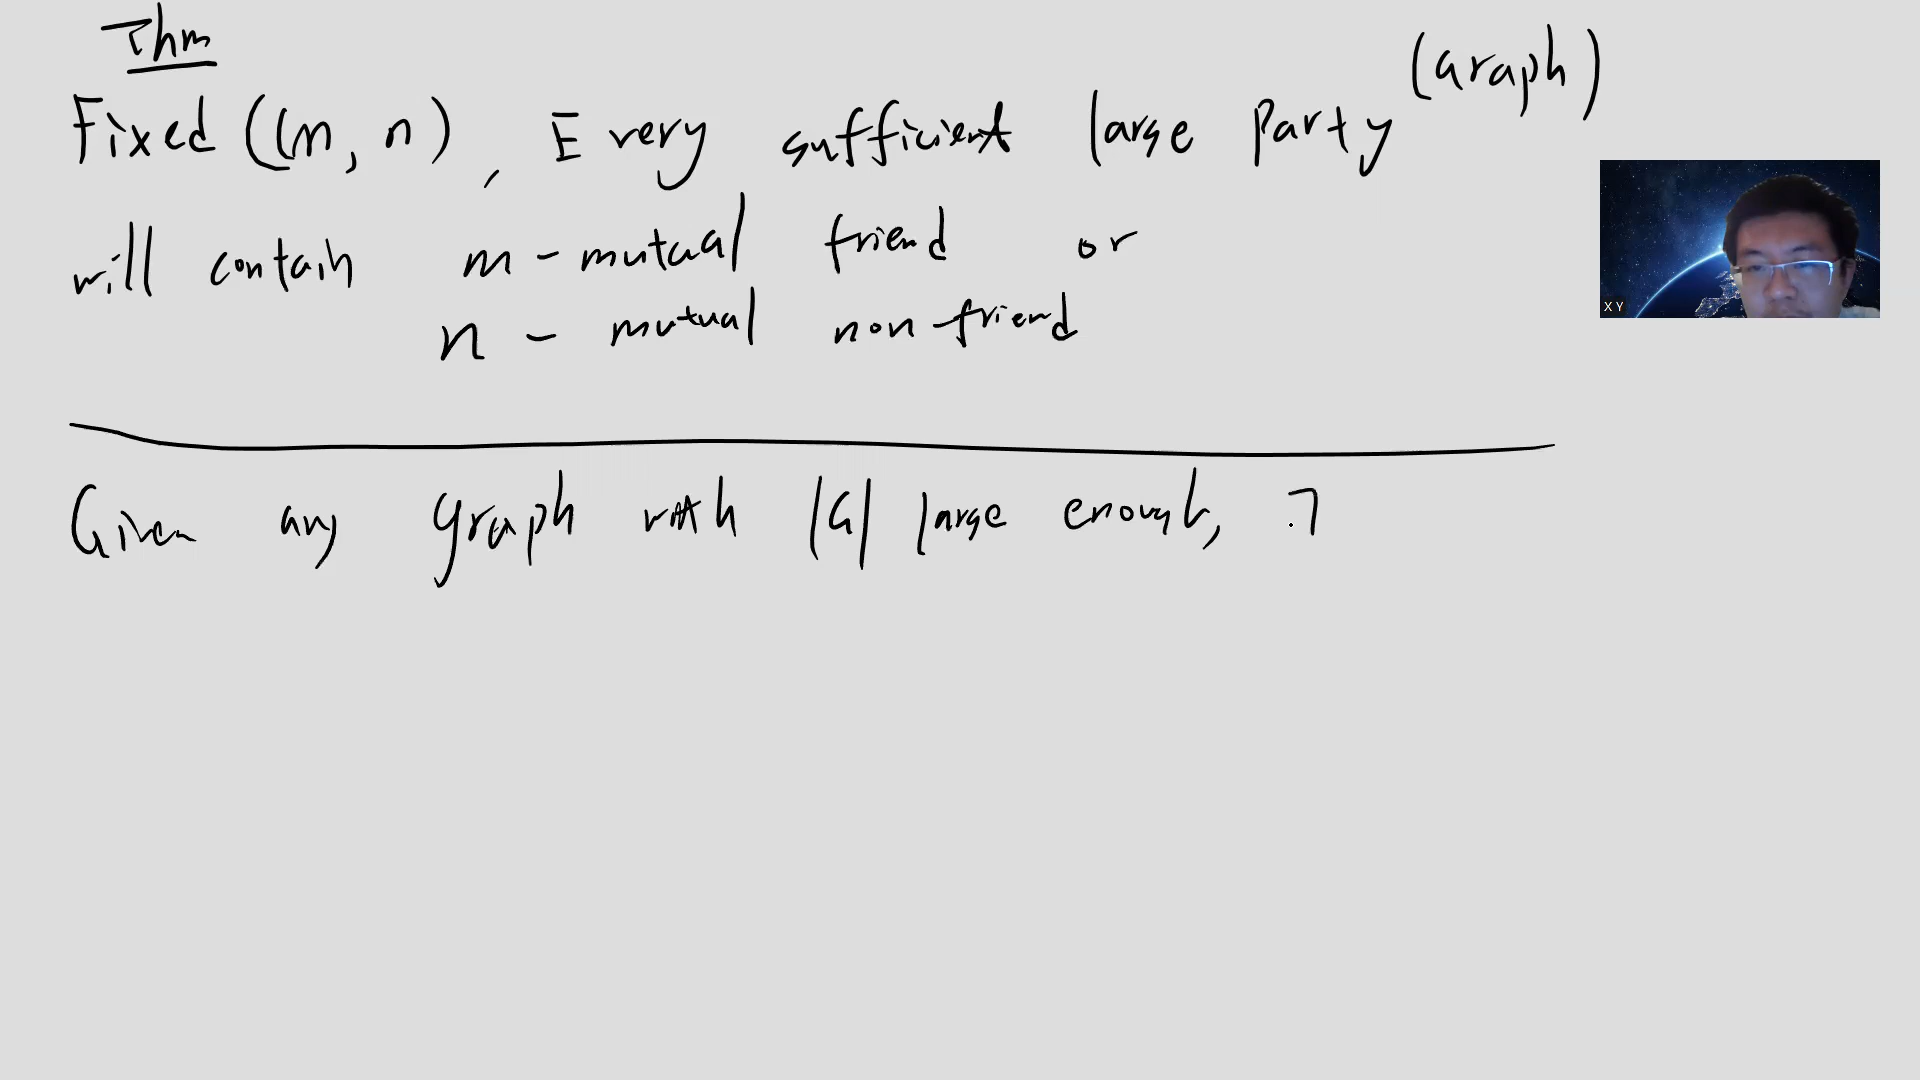 Thm
(Graph)
Fixed ((m, n), Every sufficient large Party
will contain m - mutual friend or
n - mutual non-friend
Given any graph with |G| large enough,
X Y